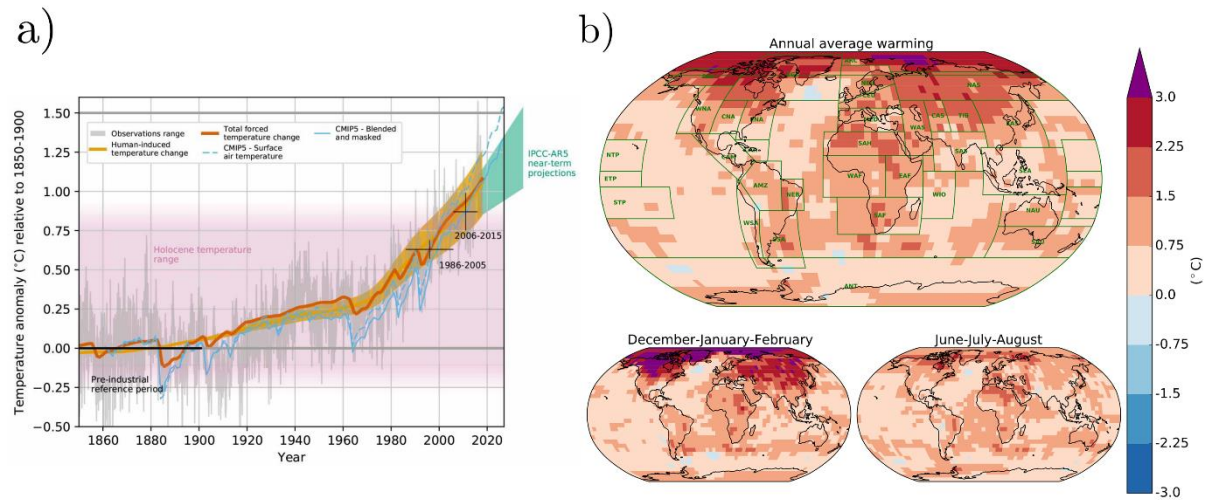 a)
Temperature anomaly (°C) relative to 1850-1900
1.50
1.25
1.00
0.75
0.50
0.25
0.00
−0.25
−0.50
Observations range
Human-induced
temperature change
Total forced
temperature change
CMIP5 - Surface
air temperature
CMIP5 - Blended
and masked
IPCC-AR5
near-term
projections
Holocene temperature
range
2006-2015
1986-2005
Pre-industrial
reference period
1860 1880 1900 1920 1940 1960 1980 2000 2020
Year
b)
Annual average warming
NAS
WNA
CNA
ENA
CAS
TIB
EAS
WAS
SAH
SAS
CAM
NTP
ETP
STP
AMZ
NEB
WAF
EAF
WIO
SEA
WSA
SAF
NAU
SAU
ANT
December-January-February
June-July-August
3.0
2.25
1.5
0.75
0.0
−0.75
−1.5
−2.25
−3.0
(°C)